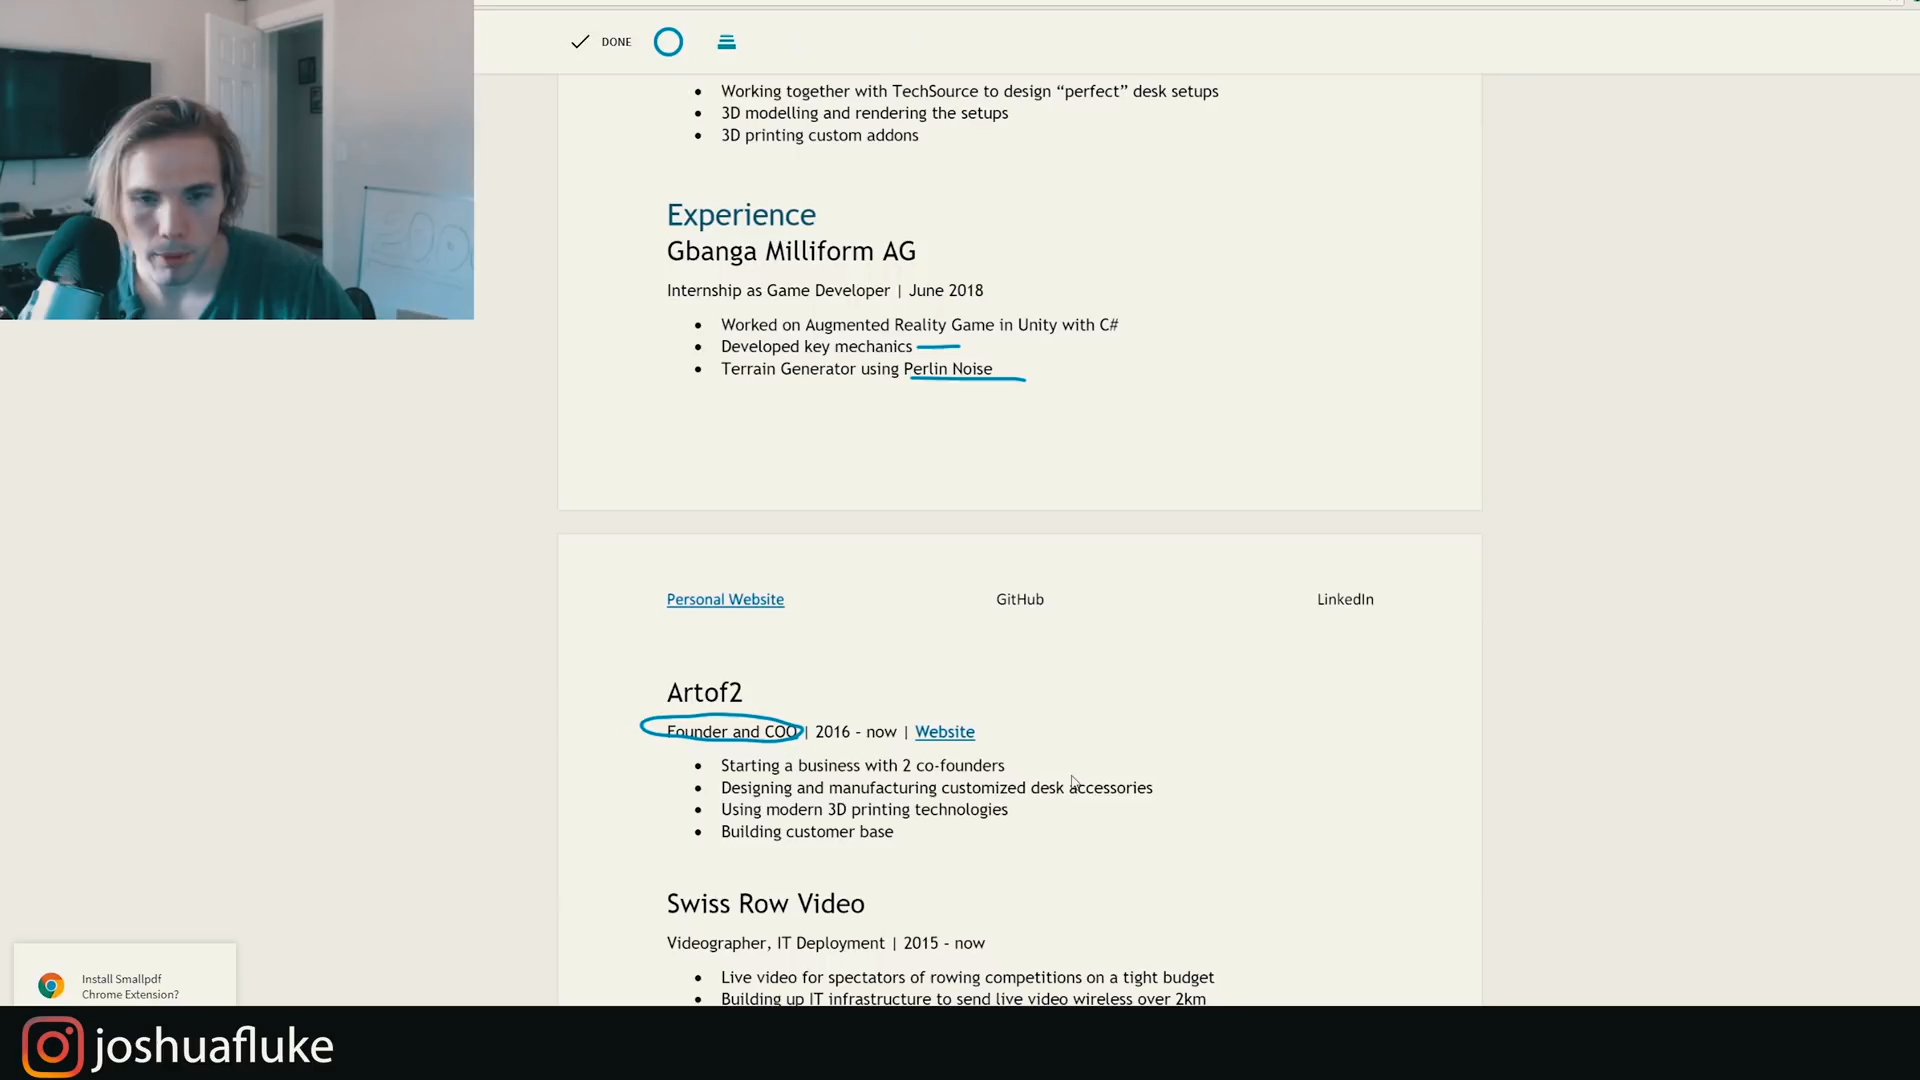 DONE
Working together with TechSource to design “perfect” desk setups
3D modelling and rendering the setups
3D printing custom addons
Experience
Gbanga Milliform AG
Internship as Game Developer | June 2018
Worked on Augmented Reality Game in Unity with C#
Developed key mechanics
Terrain Generator using Perlin Noise
Personal Website GitHub LinkedIn
Artof2
Founder and COO | 2016 - now | Website
Starting a business with 2 co-founders
Designing and manufacturing customized desk accessories
Using modern 3D printing technologies
Building customer base
Swiss Row Video
Videographer, IT Deployment | 2015 - now
Live video for spectators of rowing competitions on a tight budget
Building up IT infrastructure to send live video wireless over 2km
Install Smallpdf
Chrome Extension?
joshuafluke